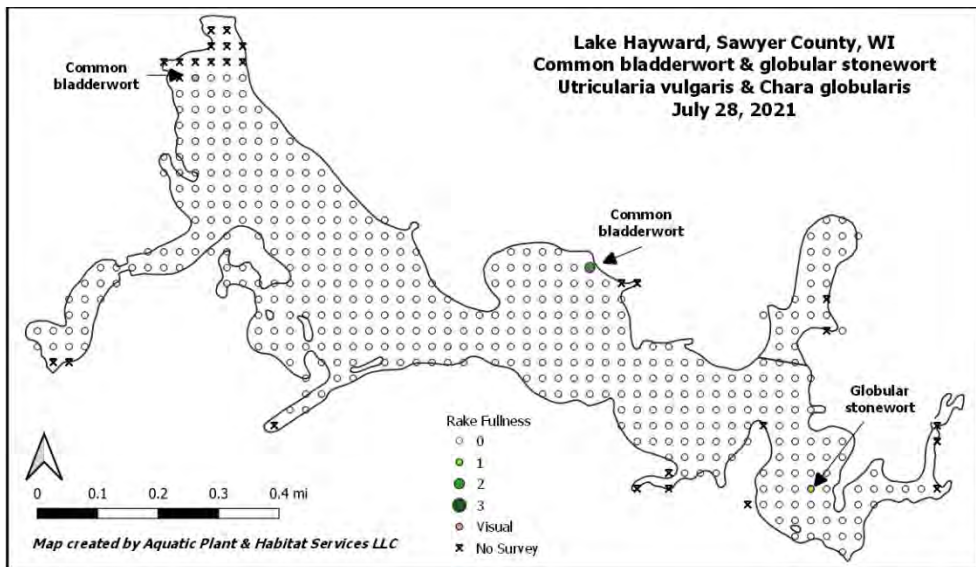 Lake Hayward, Sawyer County, WI
Common bladderwort & globular stonewort
Utricularia vulgaris & Chara globularis
July 28, 2021
Common
bladderwort
Common
bladderwort
Globular
stonewort
Rake Fullness
0
1
2
3
Visual
No Survey
0 0.1 0.2 0.3 0.4 mi
Map created by Aquatic Plant & Habitat Services LLC